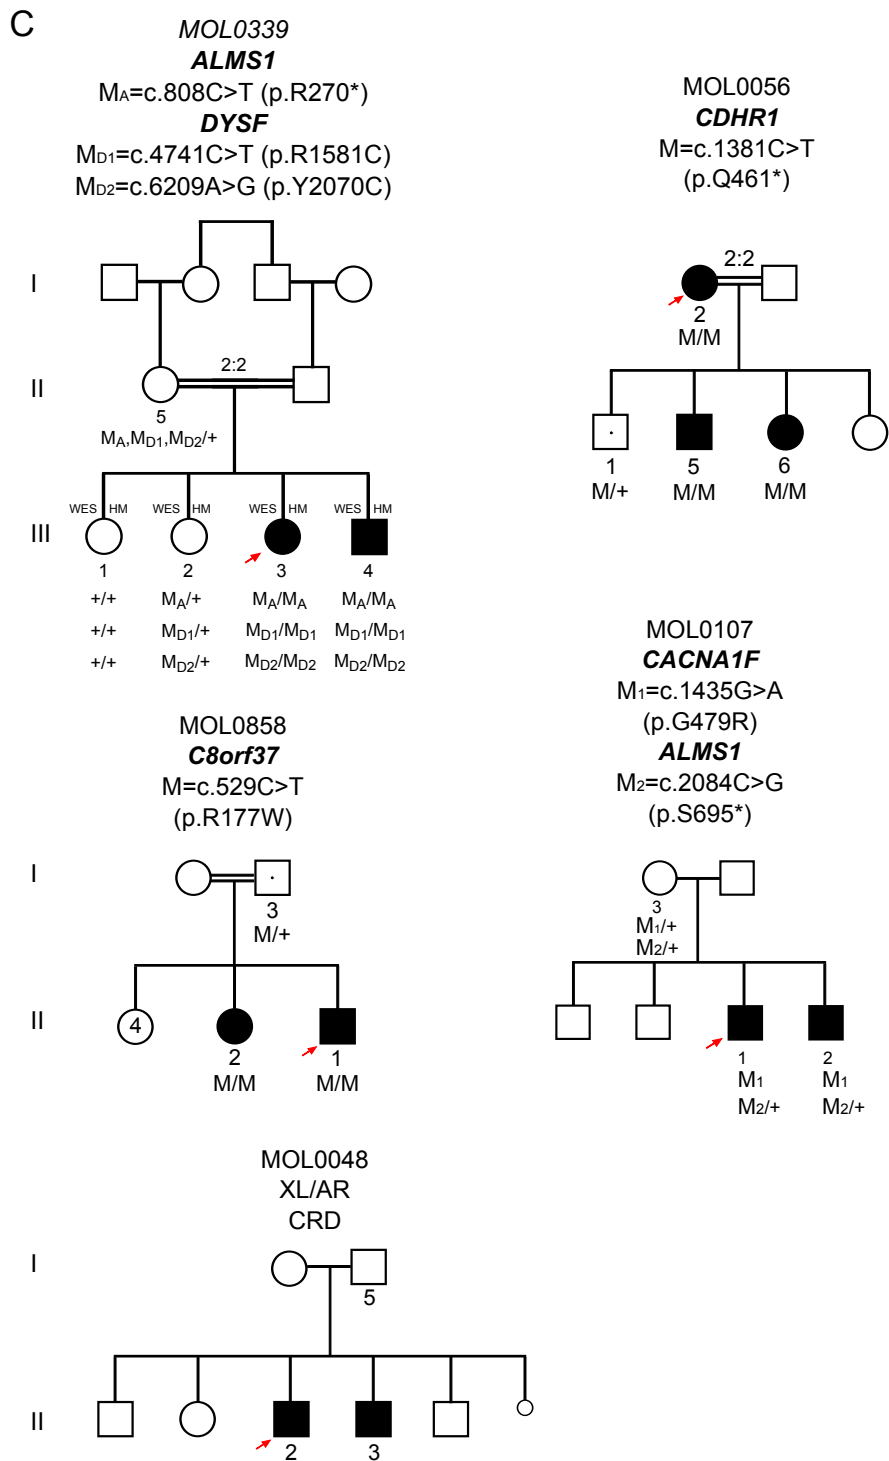 C
MOL0339
ALMS1
MA=c.808C>T (p.R270*)
DYSF
MD1=c.4741C>T (p.R1581C)
MD2=c.6209A>G (p.Y2070C)
I
II
2:2
5
MA,MD1,MD2/+
III
WES HM WES HM WES HM WES HM
1 2 3 4
+/+ MA/+ MA/MA MA/MA
+/+ MD1/+ MD1/MD1 MD1/MD1
+/+ MD2/+ MD2/MD2 MD2/MD2
MOL0056
CDHR1
M=c.1381C>T
(p.Q461*)
2:2
2
M/M
1 5 6
M/+ M/M M/M
MOL0858
C8orf37
M=c.529C>T
(p.R177W)
I
3
M/+
II
4
2 1
M/M M/M
MOL0107
CACNA1F
M1=c.1435G>A
(p.G479R)
ALMS1
M2=c.2084C>G
(p.S695*)
3
M1/+
M2/+
1 2
M1 M1
M2/+ M2/+
MOL0048
XL/AR
CRD
I
5
II
2 3